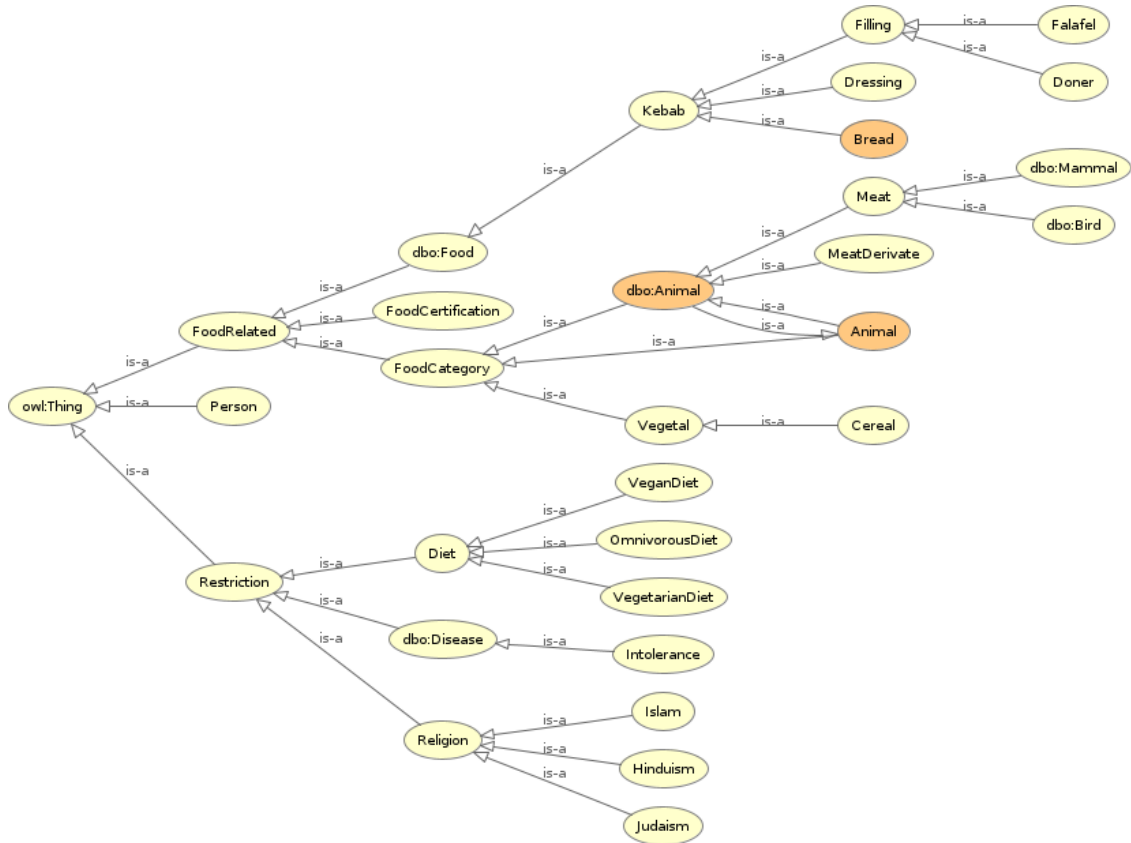 Filling
is-a
Falafel
is-a
is-a
Dressing
Doner
Kebab
is-a
is-a
Bread
is-a
dbo:Mammal
is-a
Meat
is-a
dbo:Bird
is-a
dbo:Food
MeatDerivate
is-a
dbo:Animal
is-a
FoodCertification
is-a
is-a
FoodRelated
is-a
is-a
Animal
is-a
is-a
FoodCategory
is-a
owl:Thing
is-a
Person
is-a
Vegetal
is-a
Cereal
is-a
VeganDiet
is-a
Diet
is-a
OmnivorousDiet
is-a
is-a
Restriction
VegetarianDiet
is-a
dbo:Disease
is-a
is-a
Intolerance
Islam
is-a
Religion
is-a
Hinduism
is-a
Judaism